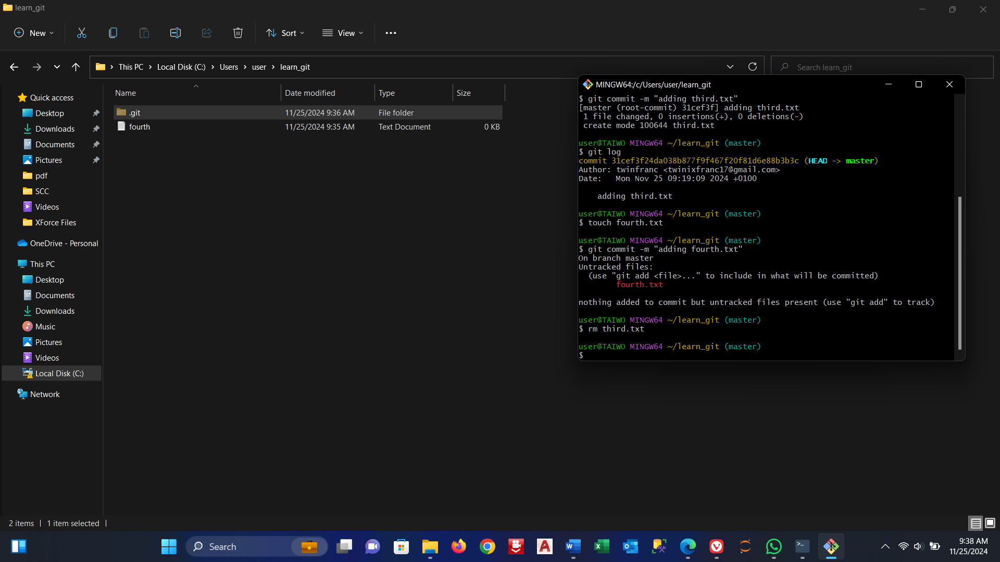 learn_git
New
Sort
View
This PC
Local Disk (C:)
Users
user
learn_git
Search learn_git
Quick access
Desktop
Downloads
Documents
Pictures
pdf
SCC
Videos
XForce Files
OneDrive - Personal
This PC
Desktop
Documents
Downloads
Music
Pictures
Videos
Local Disk (C:)
Network
Name Date modified Type Size
.git 11/25/2024 9:36 AM File folder
fourth 11/25/2024 9:35 AM Text Document 0 KB
MINGW64:/c/Users/user/learn_git
$ git commit -m "adding third.txt"
[master (root-commit) 31cef3f] adding third.txt
1 file changed, 0 insertions(+), 0 deletions(-)
create mode 100644 third.txt
user@TAIWO MINGW64 ~/learn_git (master)
$ git log
commit 31cef3f24da038b877f9f467f20f81d6e88b3b3c (HEAD -> master)
Author: twinfranc <twinixfranc17@gmail.com>
Date: Mon Nov 25 09:19:09 2024 +0100
adding third.txt
user@TAIWO MINGW64 ~/learn_git (master)
$ touch fourth.txt
user@TAIWO MINGW64 ~/learn_git (master)
$ git commit -m "adding fourth.txt"
On branch master
Untracked files:
(use "git add <file>..." to include in what will be committed)
fourth.txt
nothing added to commit but untracked files present (use "git add" to track)
user@TAIWO MINGW64 ~/learn_git (master)
$ rm third.txt
user@TAIWO MINGW64 ~/learn_git (master)
$
2 items
1 item selected
Search
9:38 AM
11/25/2024